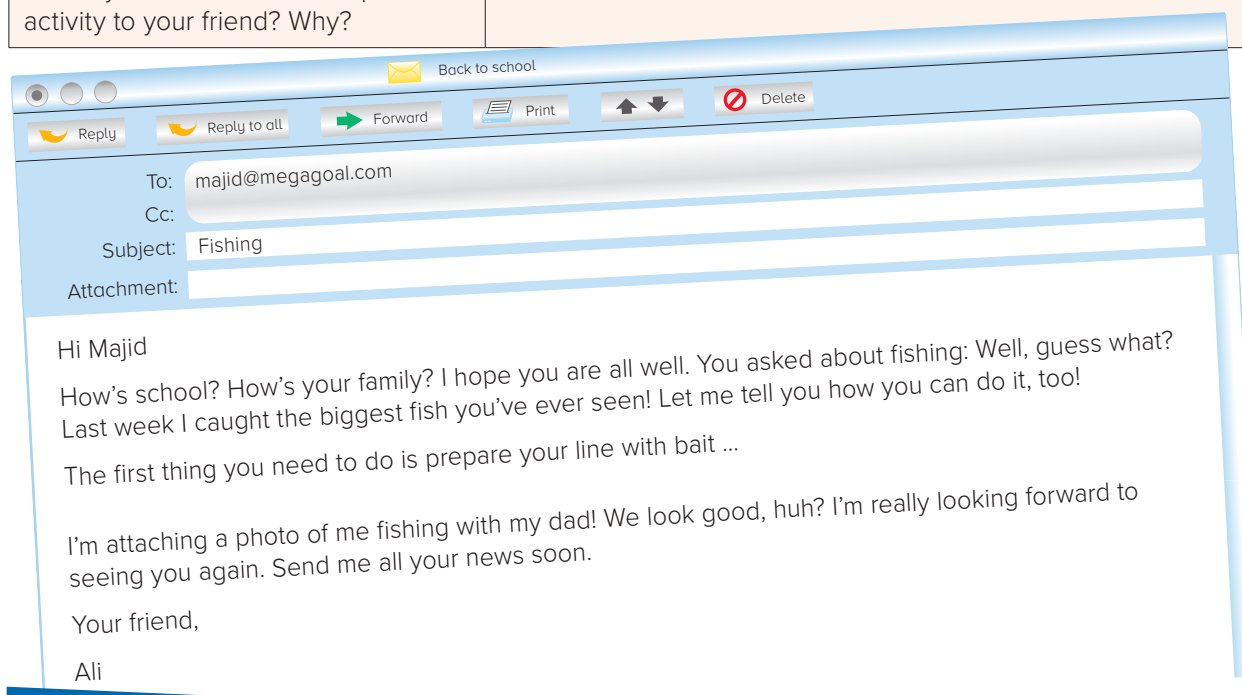 activity to your friend? Why?
Back to school
Reply
Reply to all
Forward
Print
Delete
To: majid@megagoal.com
Cc:
Subject: Fishing
Attachment:
Hi Majid
How's school? How's your family? I hope you are all well. You asked about fishing: Well, guess what?
Last week I caught the biggest fish you've ever seen! Let me tell you how you can do it, too!
The first thing you need to do is prepare your line with bait ...
I'm attaching a photo of me fishing with my dad! We look good, huh? I'm really looking forward to
seeing you again. Send me all your news soon.
Your friend,
Ali